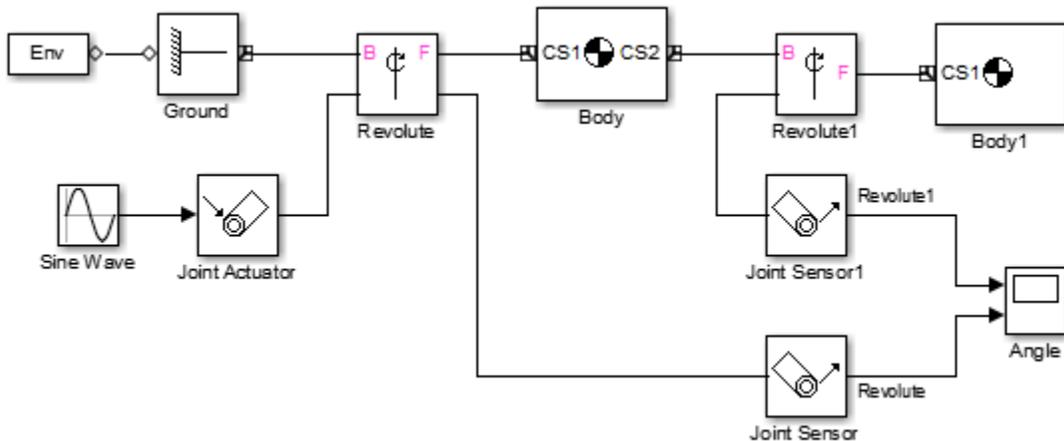 Env
Ground
B F
Revolute
CS1 CS2
Body
B F
Revolute1
CS1
Body1
Sine Wave
Joint Actuator
Revolute1
Joint Sensor1
Angle
Revolute
Joint Sensor